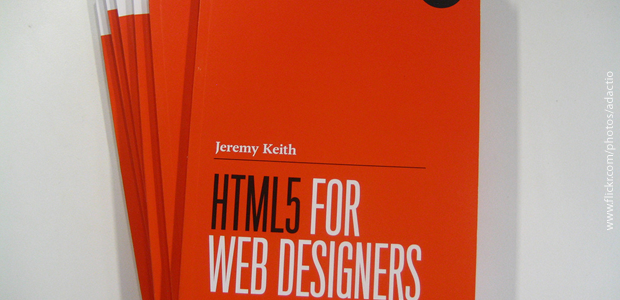 Jeremy Keith
HTML5 FOR
WEB DESIGNERS
www.flickr.com/photos/adactio